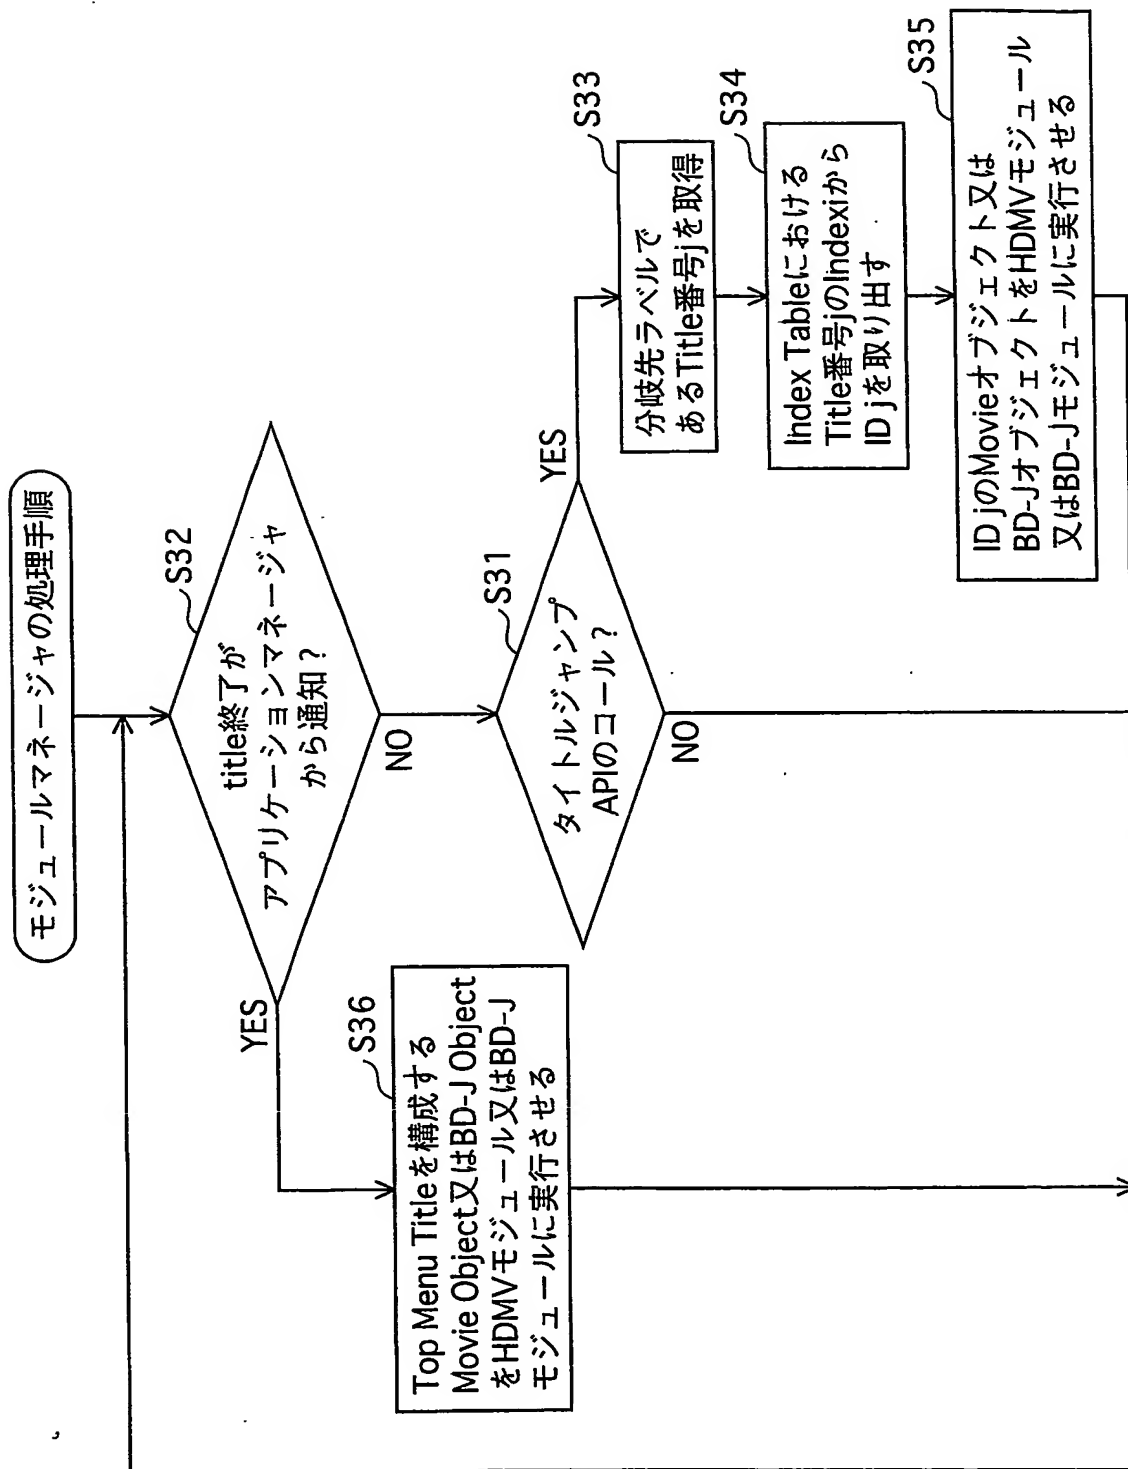 モジュールマネージャの処理手順
S32
title終了が
アプリケーションマネージャ
から通知？
YES
NO
S36
Top Menu Titleを構成する
Movie Object又はBD-J Object
をHDMVモジュール又はBD-J
モジュールに実行させる
S31
タイトルジャンプ
APIのコール？
YES
NO
S33
分岐先ラベルで
あるTitle番号jを取得
S34
Index Tableにおける
Title番号jのIndexiから
ID jを取り出す
S35
ID jのMovieオブジェクト又は
BD-JオブジェクトをHDMVモジュール
又はBD-Jモジュールに実行させる